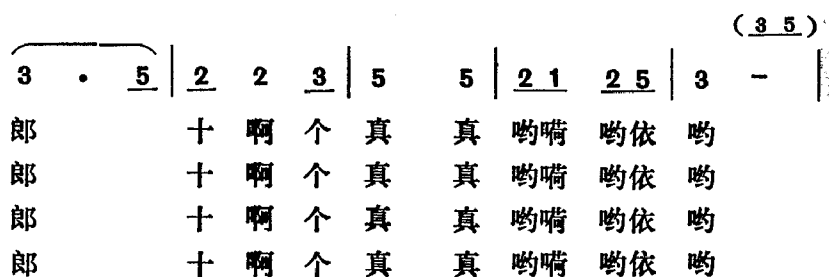 (3 5)
3 · 5 | 2 2 3 | 5 5 | 2 1 2 5 | 3 －
郎 十 啊 个 真 真 哟嗬 哟依 哟
郎 十 啊 个 真 真 哟嗬 哟依 哟
郎 十 啊 个 真 真 哟嗬 哟依 哟
郎 十 啊 个 真 真 哟嗬 哟依 哟